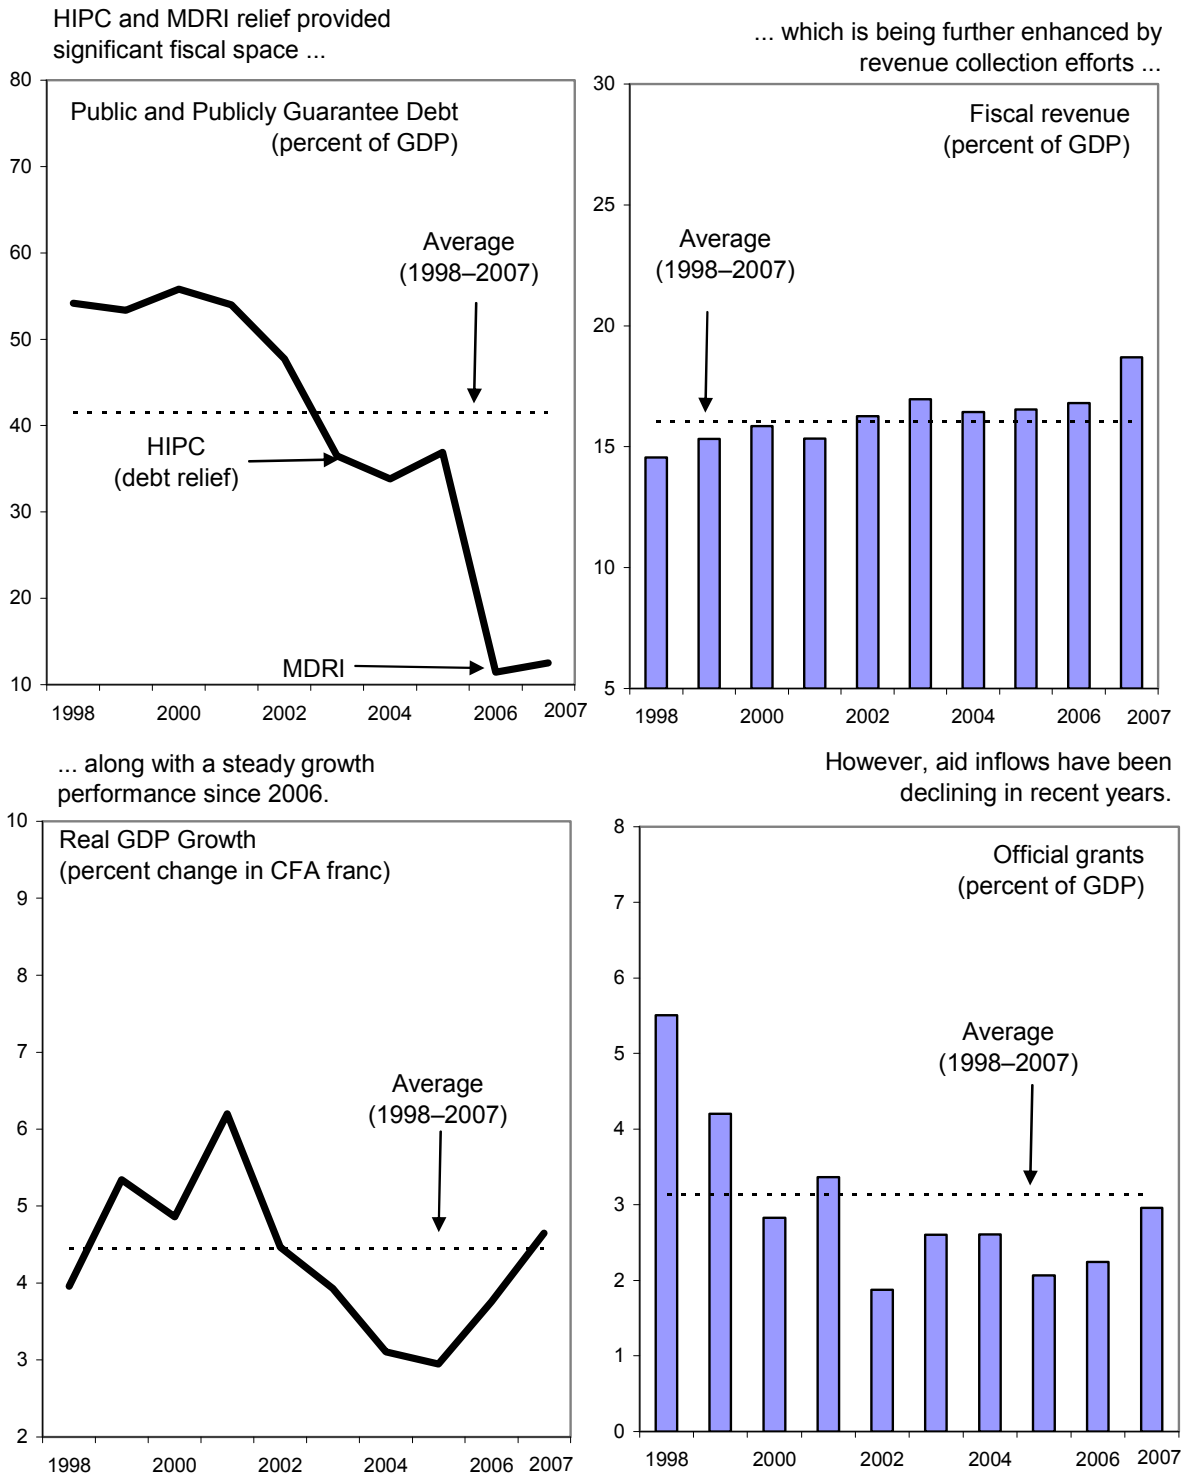 HIPC and MDRI relief provided
significant fiscal space ...
80
70
60
50
40
30
20
10
Public and Publicly Guarantee Debt
(percent of GDP)
Average
(1998–2007)
HIPC
(debt relief)
MDRI
1998
2000
2002
2004
2006
2007
... which is being further enhanced by
revenue collection efforts ...
30
25
20
15
10
5
Fiscal revenue
(percent of GDP)
Average
(1998–2007)
1998
2000
2002
2004
2006
2007
... along with a steady growth
performance since 2006.
10
9
8
7
6
5
4
3
2
Real GDP Growth
(percent change in CFA franc)
Average
(1998–2007)
1998
2000
2002
2004
2006
2007
However, aid inflows have been
declining in recent years.
8
7
6
5
4
3
2
1
0
Official grants
(percent of GDP)
Average
(1998–2007)
1998
2000
2002
2004
2006
2007